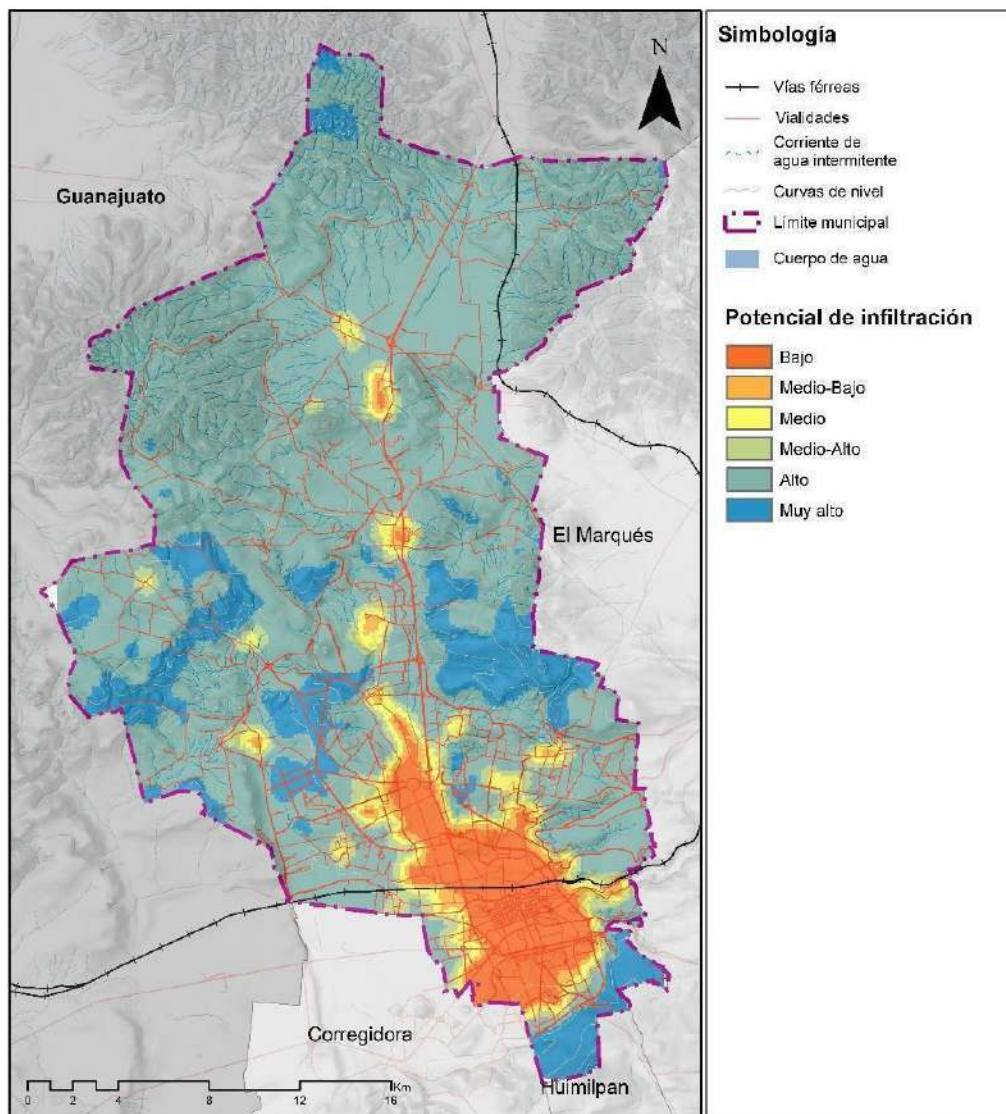 N
Guanajuato
El Marqués
Corregidora
Huimilpan
0 2 4 8 12 16 Km
Simbología
Vías férreas
Vialidades
Corriente de
agua intermitente
Curvas de nivel
Límite municipal
Cuerpo de agua
Potencial de infiltración
Bajo
Medio-Bajo
Medio
Medio-Alto
Alto
Muy alto